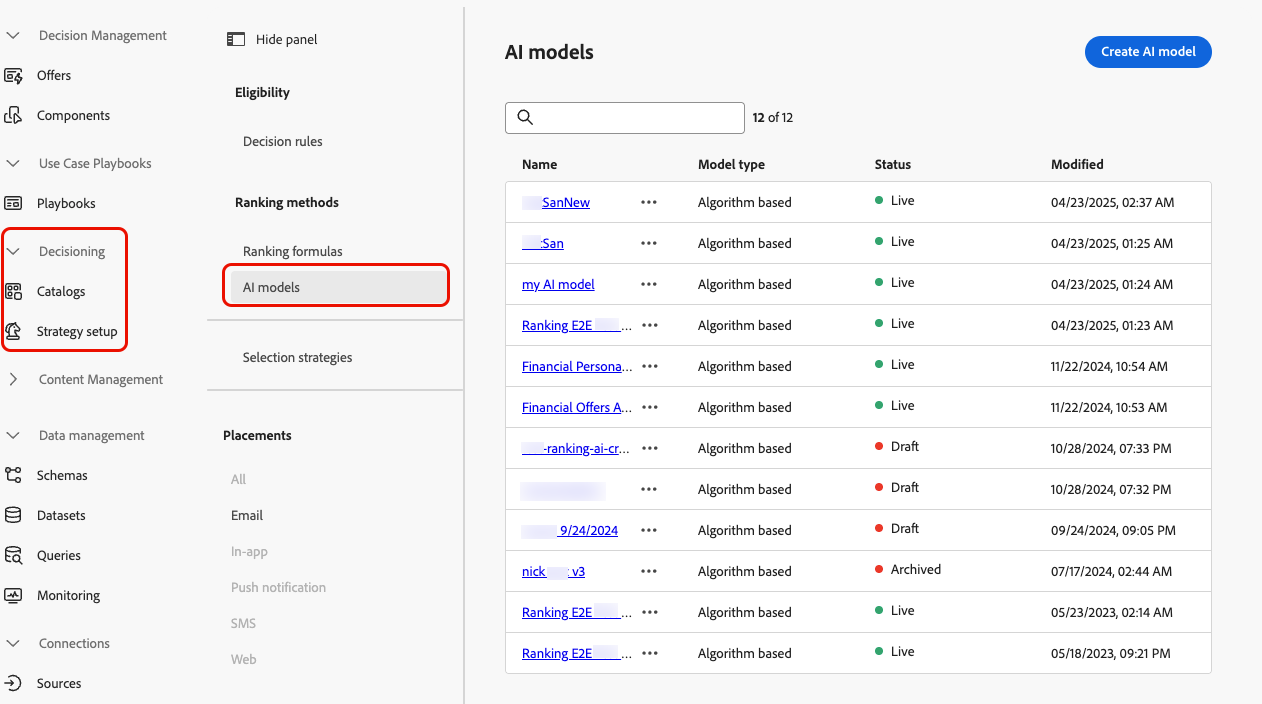 Decision Management
Offers
Components
Use Case Playbooks
Playbooks
Decisioning
Catalogs
Strategy setup
Content Management
Data management
Schemas
Datasets
Queries
Monitoring
Connections
Sources
Hide panel
Eligibility
Decision rules
Ranking methods
Ranking formulas
AI models
Selection strategies
Placements
All
Email
In-app
Push notification
SMS
Web
AI models
Create AI model
12 of 12
Name Model type Status Modified
SanNew ••• Algorithm based Live 04/23/2025, 02:37 AM
:San ••• Algorithm based Live 04/23/2025, 01:25 AM
my AI model ••• Algorithm based Live 04/23/2025, 01:24 AM
Ranking E2E ... ••• Algorithm based Live 04/23/2025, 01:23 AM
Financial Persona... ••• Algorithm based Live 11/22/2024, 10:54 AM
Financial Offers A... ••• Algorithm based Live 11/22/2024, 10:53 AM
-ranking-ai-cr... ••• Algorithm based Draft 10/28/2024, 07:33 PM
••• Algorithm based Draft 10/28/2024, 07:32 PM
9/24/2024 ••• Algorithm based Draft 09/24/2024, 09:05 PM
nick v3 ••• Algorithm based Archived 07/17/2024, 02:44 AM
Ranking E2E ... ••• Algorithm based Live 05/23/2023, 02:14 AM
Ranking E2E ... ••• Algorithm based Live 05/18/2023, 09:21 PM